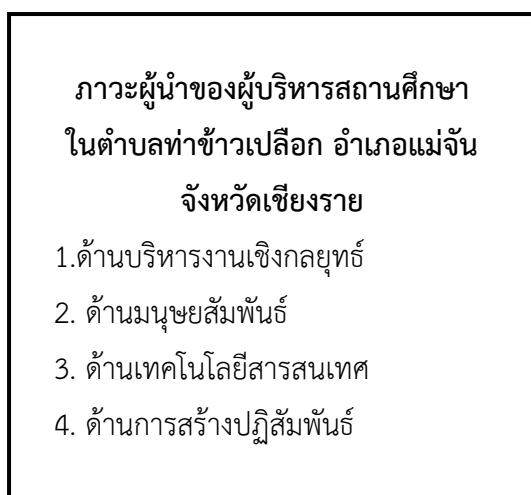 ภาวะผู้นำของผู้บริหารสถานศึกษา
ในตำบลท่าข้าวเปลือก อำเภอแม่จัน
จังหวัดเชียงราย
1.ด้านบริหารงานเชิงกลยุทธ์
2. ด้านมนุษยสัมพันธ์
3. ด้านเทคโนโลยีสารสนเทศ
4. ด้านการสร้างปฏิสัมพันธ์